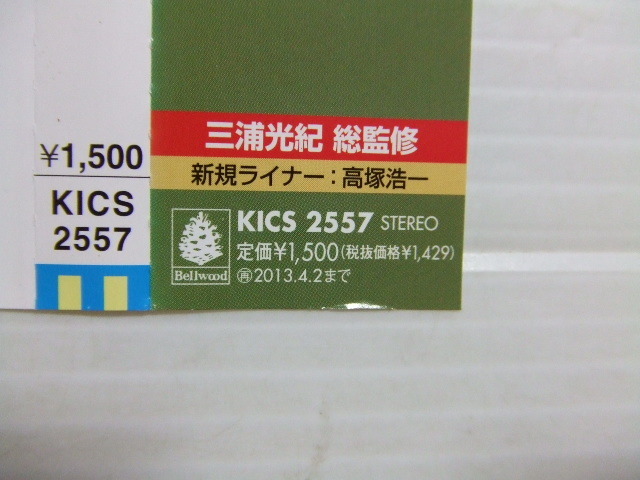 ¥1,500
KICS
2557
三浦光紀 総監修
新規ライナー：高塚浩一
Bellwood
KICS 2557 STEREO
定価¥1,500(税抜価格¥1,429)
㊢2013.4.2まで